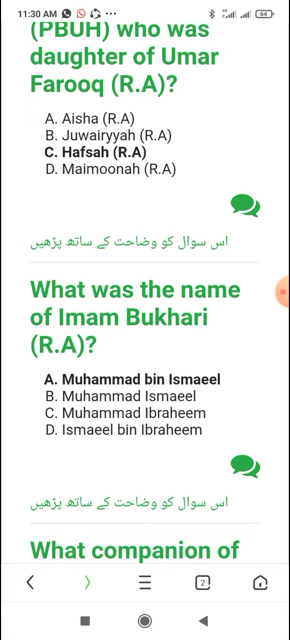 11:30 AM
64
(PBUH) who was
daughter of Umar
Farooq (R.A)?
A. Aisha (R.A)
B. Juwairyyah (R.A)
C. Hafsah (R.A)
D. Maimoonah (R.A)
اس سوال کو وضاحت کے ساتھ پڑھیں
What was the name
of Imam Bukhari
(R.A)?
A. Muhammad bin Ismaeel
B. Muhammad Ismaeel
C. Muhammad Ibraheem
D. Ismaeel bin Ibraheem
اس سوال کو وضاحت کے ساتھ پڑھیں
What companion of
2